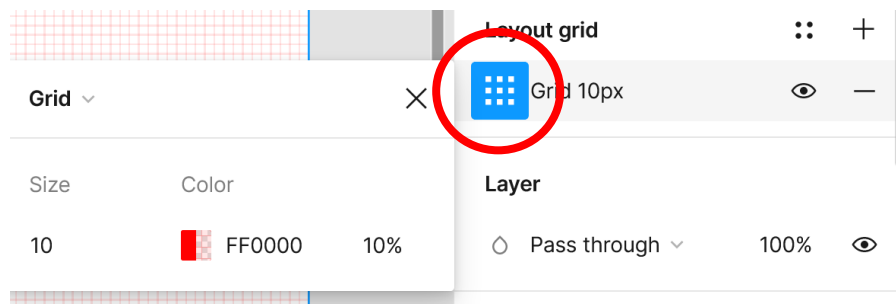 Layout grid
Grid 10px
Grid
Size Color
10 FF0000 10%
Layer
Pass through 100%